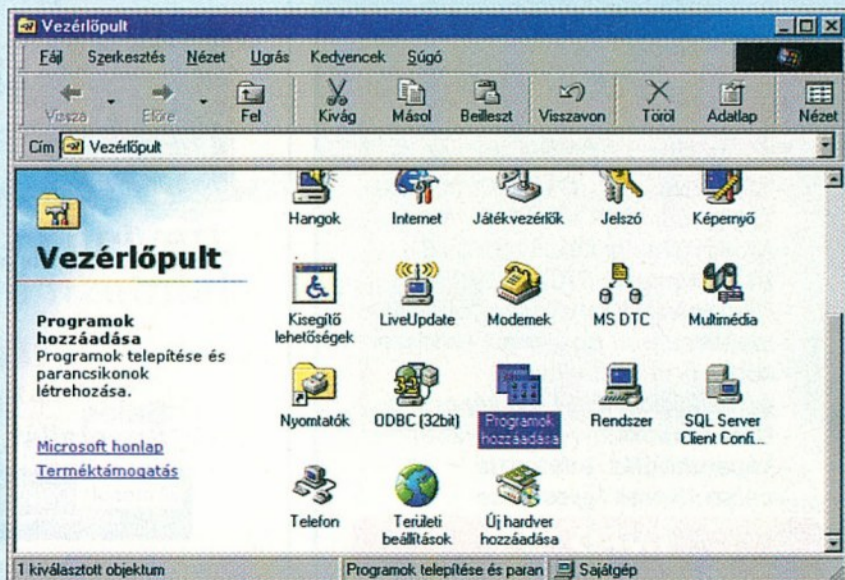 Vezérlőpult
Fájl Szerkesztés Nézet Ugrás Kedvencek Súgó
Vissza Előre Fel Kivág Másol Beilleszt Visszavon Töröl Adatlap Nézet
Cím Vezérlőpult
Hangok Internet Játékvezérlők Jelszó Képernyő
Vezérlőpult
Programok
hozzáadása
Programok telepítése és
parancsikonok
létrehozása.
Microsoft honlap
Terméktámogatás
Kisegítő
lehetőségek
LiveUpdate Modemek MS DTC Multimédia
Nyomtatók ODBC (32bit) Programok
hozzáadása
Rendszer SQL Server
Client Confi...
Telefon Területi
beállítások
Új hardver
hozzáadása
1 kiválasztott objektum Programok telepítése és paran Sajátgép